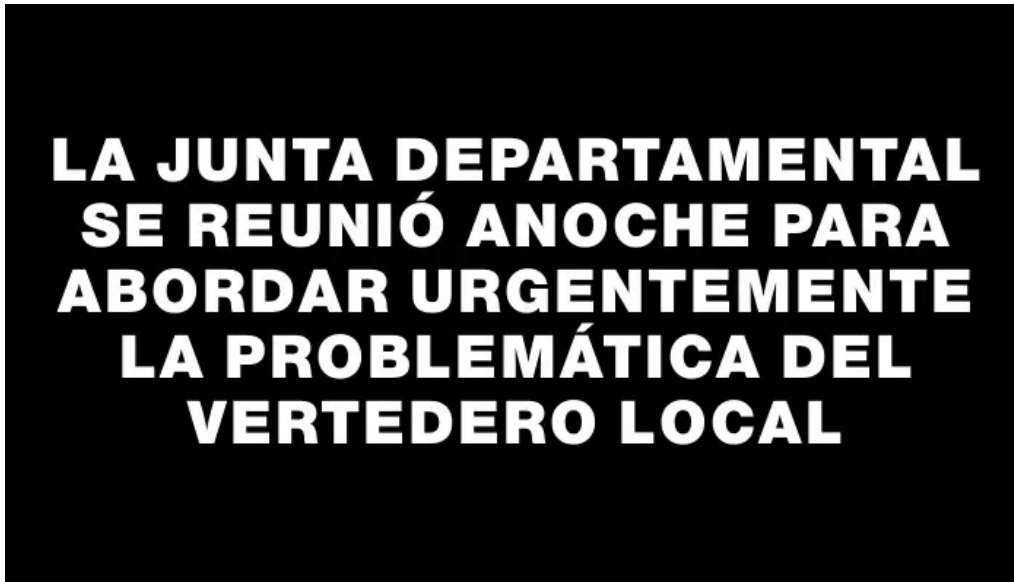 LA JUNTA DEPARTAMENTAL
SE REUNIÓ ANOCHE PARA
ABORDAR URGENTEMENTE
LA PROBLEMÁTICA DEL
VERTEDERO LOCAL